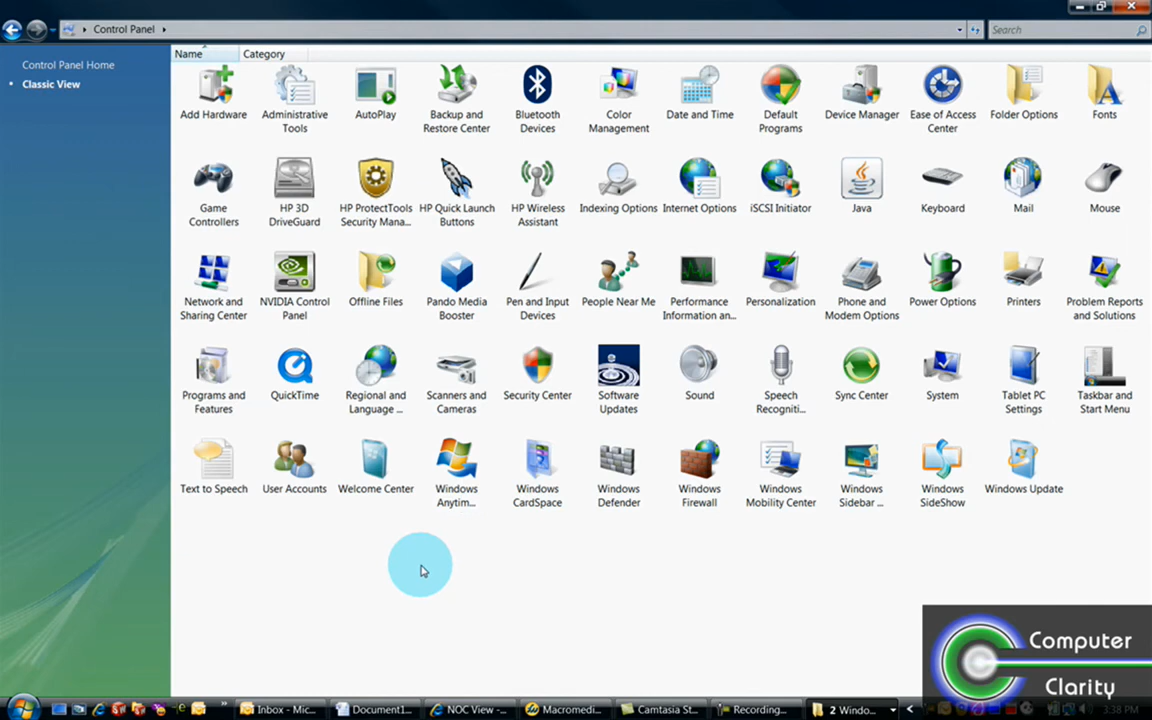 Control Panel
Search
Control Panel Home
Classic View
Name
Category
Add Hardware
Administrative
Tools
AutoPlay
Backup and
Restore Center
Bluetooth
Devices
Color
Management
Date and Time
Default
Programs
Device Manager
Ease of Access
Center
Folder Options
Fonts
Game
Controllers
HP 3D
DriveGuard
HP ProtectTools
Security Mana...
HP Quick Launch
Buttons
HP Wireless
Assistant
Indexing Options
Internet Options
iSCSI Initiator
Java
Keyboard
Mail
Mouse
Network and
Sharing Center
NVIDIA Control
Panel
Offline Files
Pando Media
Booster
Pen and Input
Devices
People Near Me
Performance
Information an...
Personalization
Phone and
Modem Options
Power Options
Printers
Problem Reports
and Solutions
Programs and
Features
QuickTime
Regional and
Language ...
Scanners and
Cameras
Security Center
Software
Updates
Sound
Speech
Recogniti...
Sync Center
System
Tablet PC
Settings
Taskbar and
Start Menu
Text to Speech
User Accounts
Welcome Center
Windows
Anytim...
Windows
CardSpace
Windows
Defender
Windows
Firewall
Windows
Mobility Center
Windows
Sidebar ...
Windows
SideShow
Windows Update
Computer
Clarity
Inbox - Mic...
Document1...
NOC View -...
Macromedi...
Camtasia St...
Recording...
2 Windo...
3:38 PM